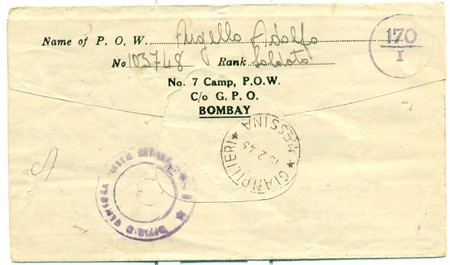 Name of P. O. W. Augello Adolfo
170
I
No 103748 Rank Soldato
No. 7 Camp, P.O.W.
C/o G. P. O.
BOMBAY
* GIAMPILIERI *
MESSINA